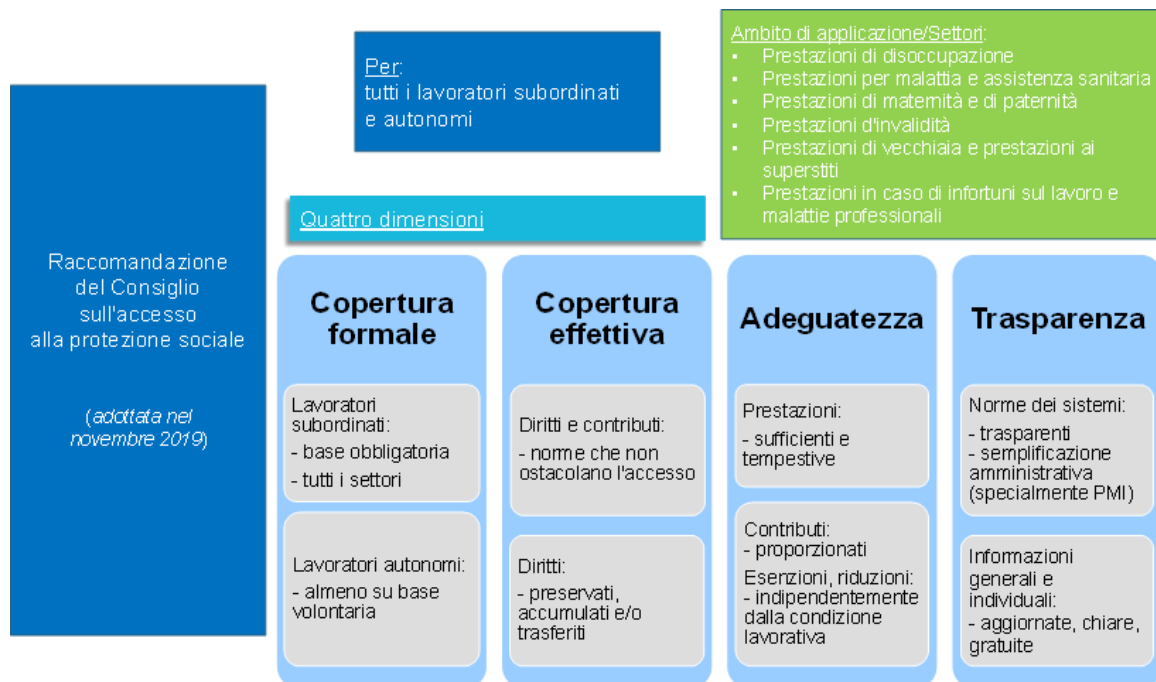 Raccomandazione
del Consiglio
sull'accesso
alla protezione sociale
(adottata nel
novembre 2019)
Per:
tutti i lavoratori subordinati
e autonomi
Ambito di applicazione/Settori:
• Prestazioni di disoccupazione
• Prestazioni per malattia e assistenza sanitaria
• Prestazioni di maternità e di paternità
• Prestazioni d'invalidità
• Prestazioni di vecchiaia e prestazioni ai
superstiti
• Prestazioni in caso di infortuni sul lavoro e
malattie professionali
Quattro dimensioni
Copertura
formale
Lavoratori
subordinati:
- base obbligatoria
- tutti i settori
Lavoratori autonomi:
- almeno su base
volontaria
Copertura
effettiva
Diritti e contributi:
- norme che non
ostacolano l'accesso
Diritti:
- preservati,
accumulati e/o
trasferiti
Adeguatezza
Prestazioni:
- sufficienti e
tempestive
Contributi:
- proporzionati
Esenzioni, riduzioni:
- indipendentemente
dalla condizione
lavorativa
Trasparenza
Norme dei sistemi:
- trasparenti
- semplificazione
amministrativa
(specialmente PMI)
Informazioni
generali e
individuali:
- aggiornate, chiare,
gratuite